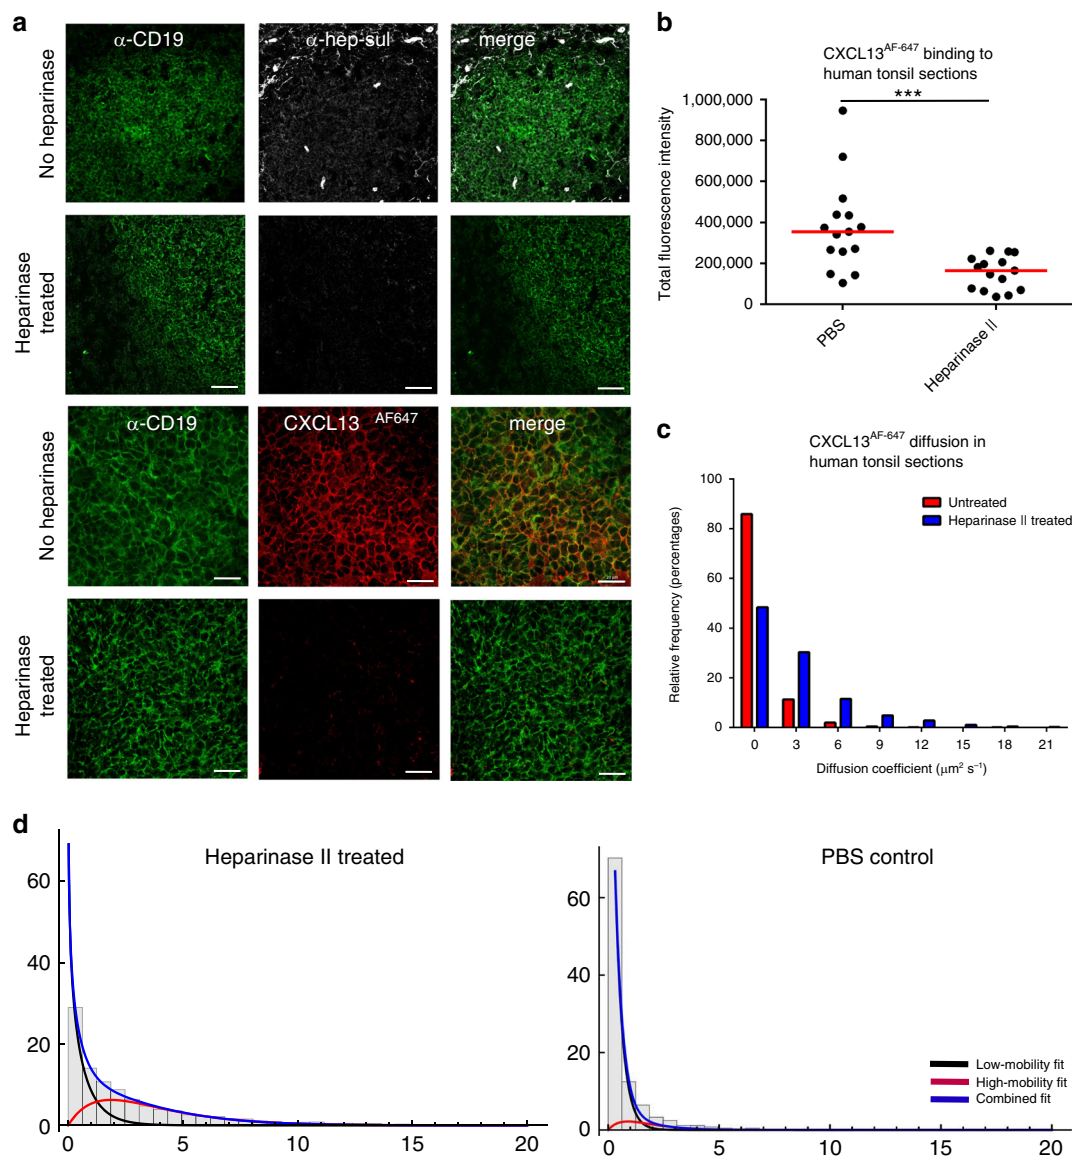 a
α-CD19
α-hep-sul
merge
No heparinase
Heparinase
treated
α-CD19
CXCL13 AF647
merge
No heparinase
Heparinase
treated
b
CXCL13AF-647 binding to
human tonsil sections
***
Total fluorescence intensity
1,000,000
800,000
600,000
400,000
200,000
0
PBS
Heparinase II
c
CXCL13AF-647 diffusion in
human tonsil sections
Relative frequency (percentages)
100
80
60
40
20
0
Untreated
Heparinase II treated
0 3 6 9 12 15 18 21
Diffusion coefficient (μm² s⁻¹)
d
Heparinase II treated
60
40
20
0
0 5 10 15 20
PBS control
60
40
20
0
0 5 10 15 20
Low-mobility fit
High-mobility fit
Combined fit